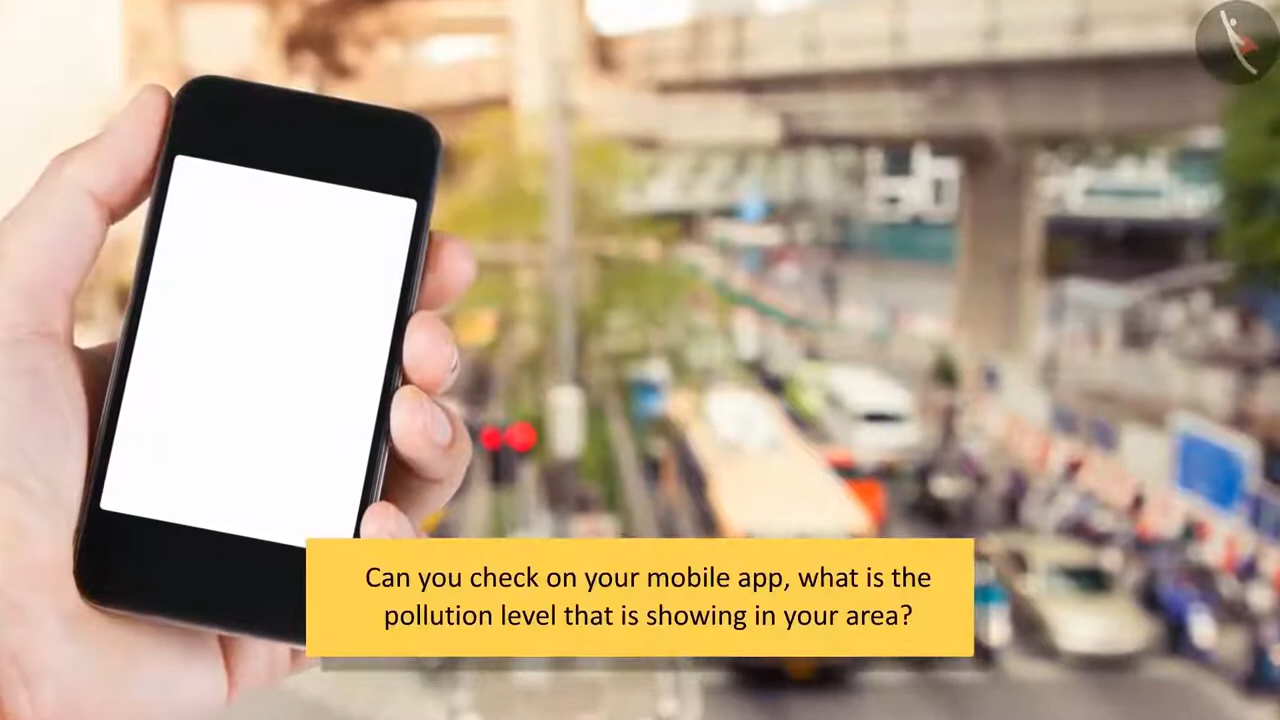 Can you check on your mobile app, what is the
pollution level that is showing in your area?